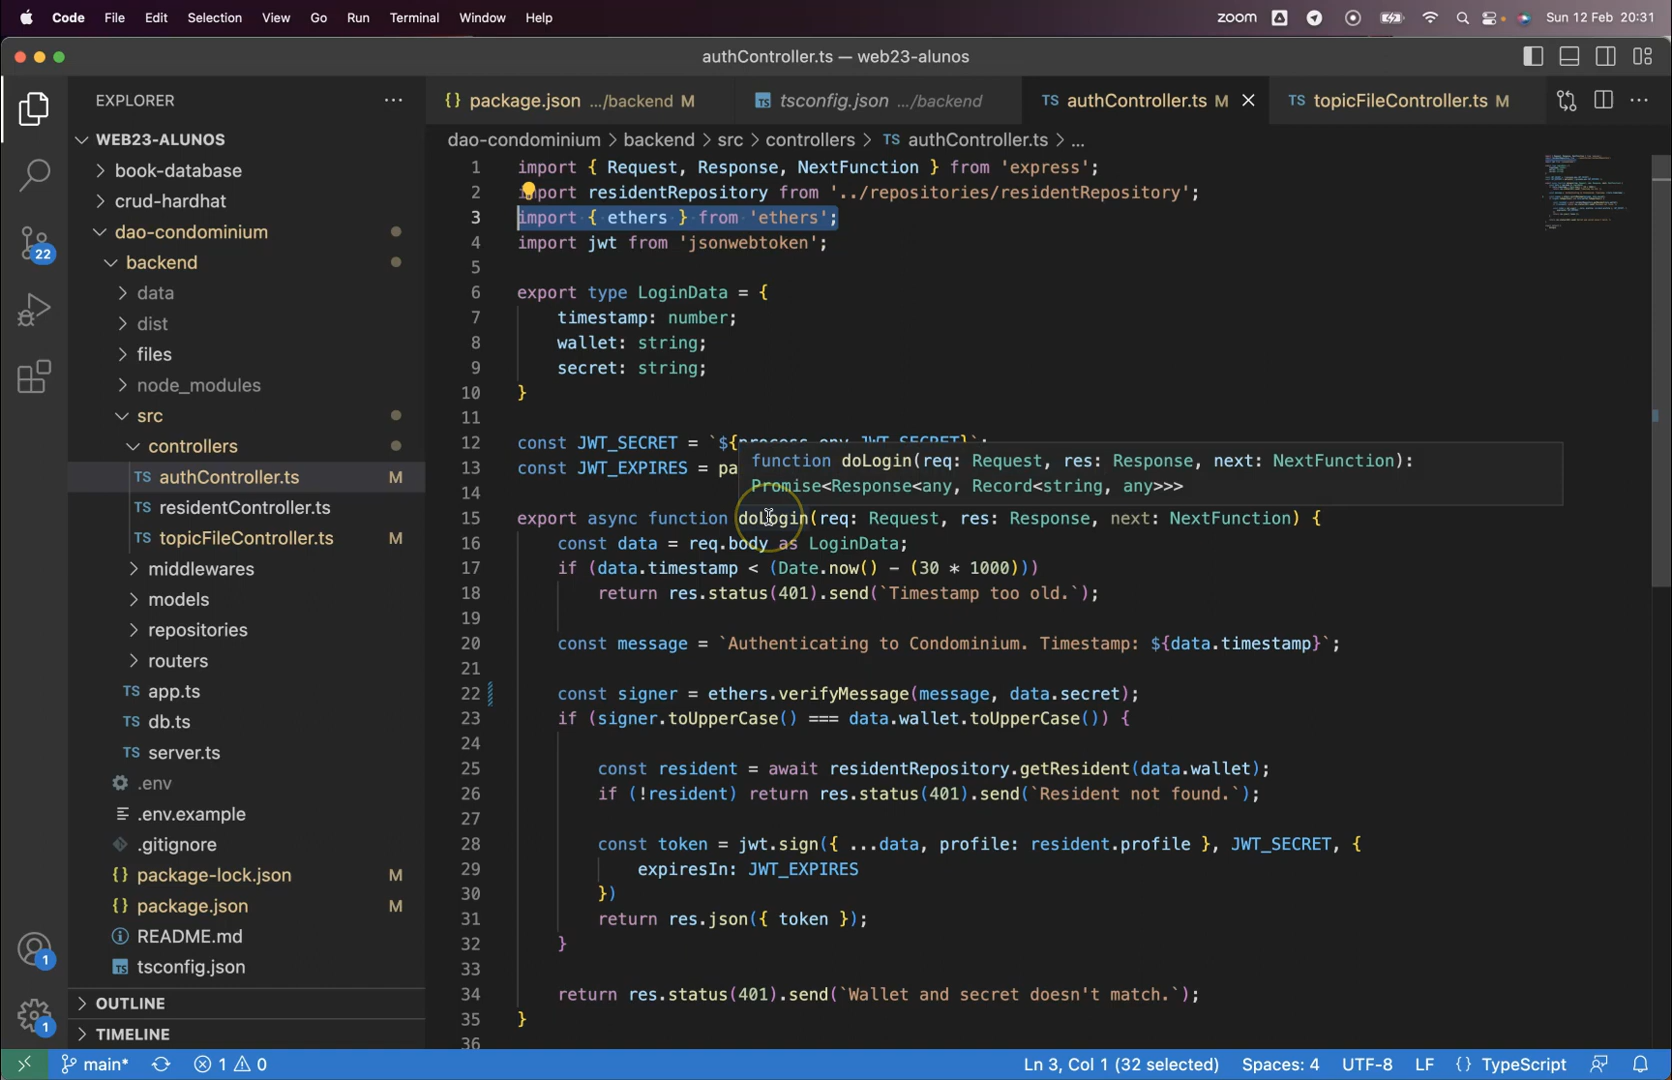 Code File Edit Selection View Go Run Terminal Window Help zoom Sun 12 Feb 20:31
authController.ts — web23-alunos
EXPLORER
WEB23-ALUNOS
book-database
crud-hardhat
dao-condominium
backend
data
dist
files
node_modules
src
controllers
TS authController.ts M
TS residentController.ts
TS topicFileController.ts M
middlewares
models
repositories
routers
TS app.ts
TS db.ts
TS server.ts
.env
.env.example
.gitignore
{} package-lock.json M
{} package.json M
README.md
TS tsconfig.json
OUTLINE
TIMELINE
22
1
1
{} package.json .../backend M
TS tsconfig.json .../backend
TS authController.ts M
TS topicFileController.ts M
dao-condominium > backend > src > controllers > TS authController.ts > ...
1 import { Request, Response, NextFunction } from 'express';
2 import residentRepository from '../repositories/residentRepository';
3 import { ethers } from 'ethers';
4 import jwt from 'jsonwebtoken';
5
6 export type LoginData = {
7 timestamp: number;
8 wallet: string;
9 secret: string;
10 }
11
12 const JWT_SECRET = `${process.env.JWT_SECRET}`;
13 const JWT_EXPIRES = pa
function doLogin(req: Request, res: Response, next: NextFunction):
Promise<Response<any, Record<string, any>>>
14
15 export async function doLogin(req: Request, res: Response, next: NextFunction) {
16 const data = req.body as LoginData;
17 if (data.timestamp < (Date.now() - (30 * 1000)))
18 return res.status(401).send(`Timestamp too old.`);
19
20 const message = `Authenticating to Condominium. Timestamp: ${data.timestamp}`;
21
22 const signer = ethers.verifyMessage(message, data.secret);
23 if (signer.toUpperCase() === data.wallet.toUpperCase()) {
24
25 const resident = await residentRepository.getResident(data.wallet);
26 if (!resident) return res.status(401).send(`Resident not found.`);
27
28 const token = jwt.sign({ ...data, profile: resident.profile }, JWT_SECRET, {
29 expiresIn: JWT_EXPIRES
30 })
31 return res.json({ token });
32 }
33
34 return res.status(401).send(`Wallet and secret doesn't match.`);
35 }
36
main* 1 0 Ln 3, Col 1 (32 selected) Spaces: 4 UTF-8 LF {} TypeScript